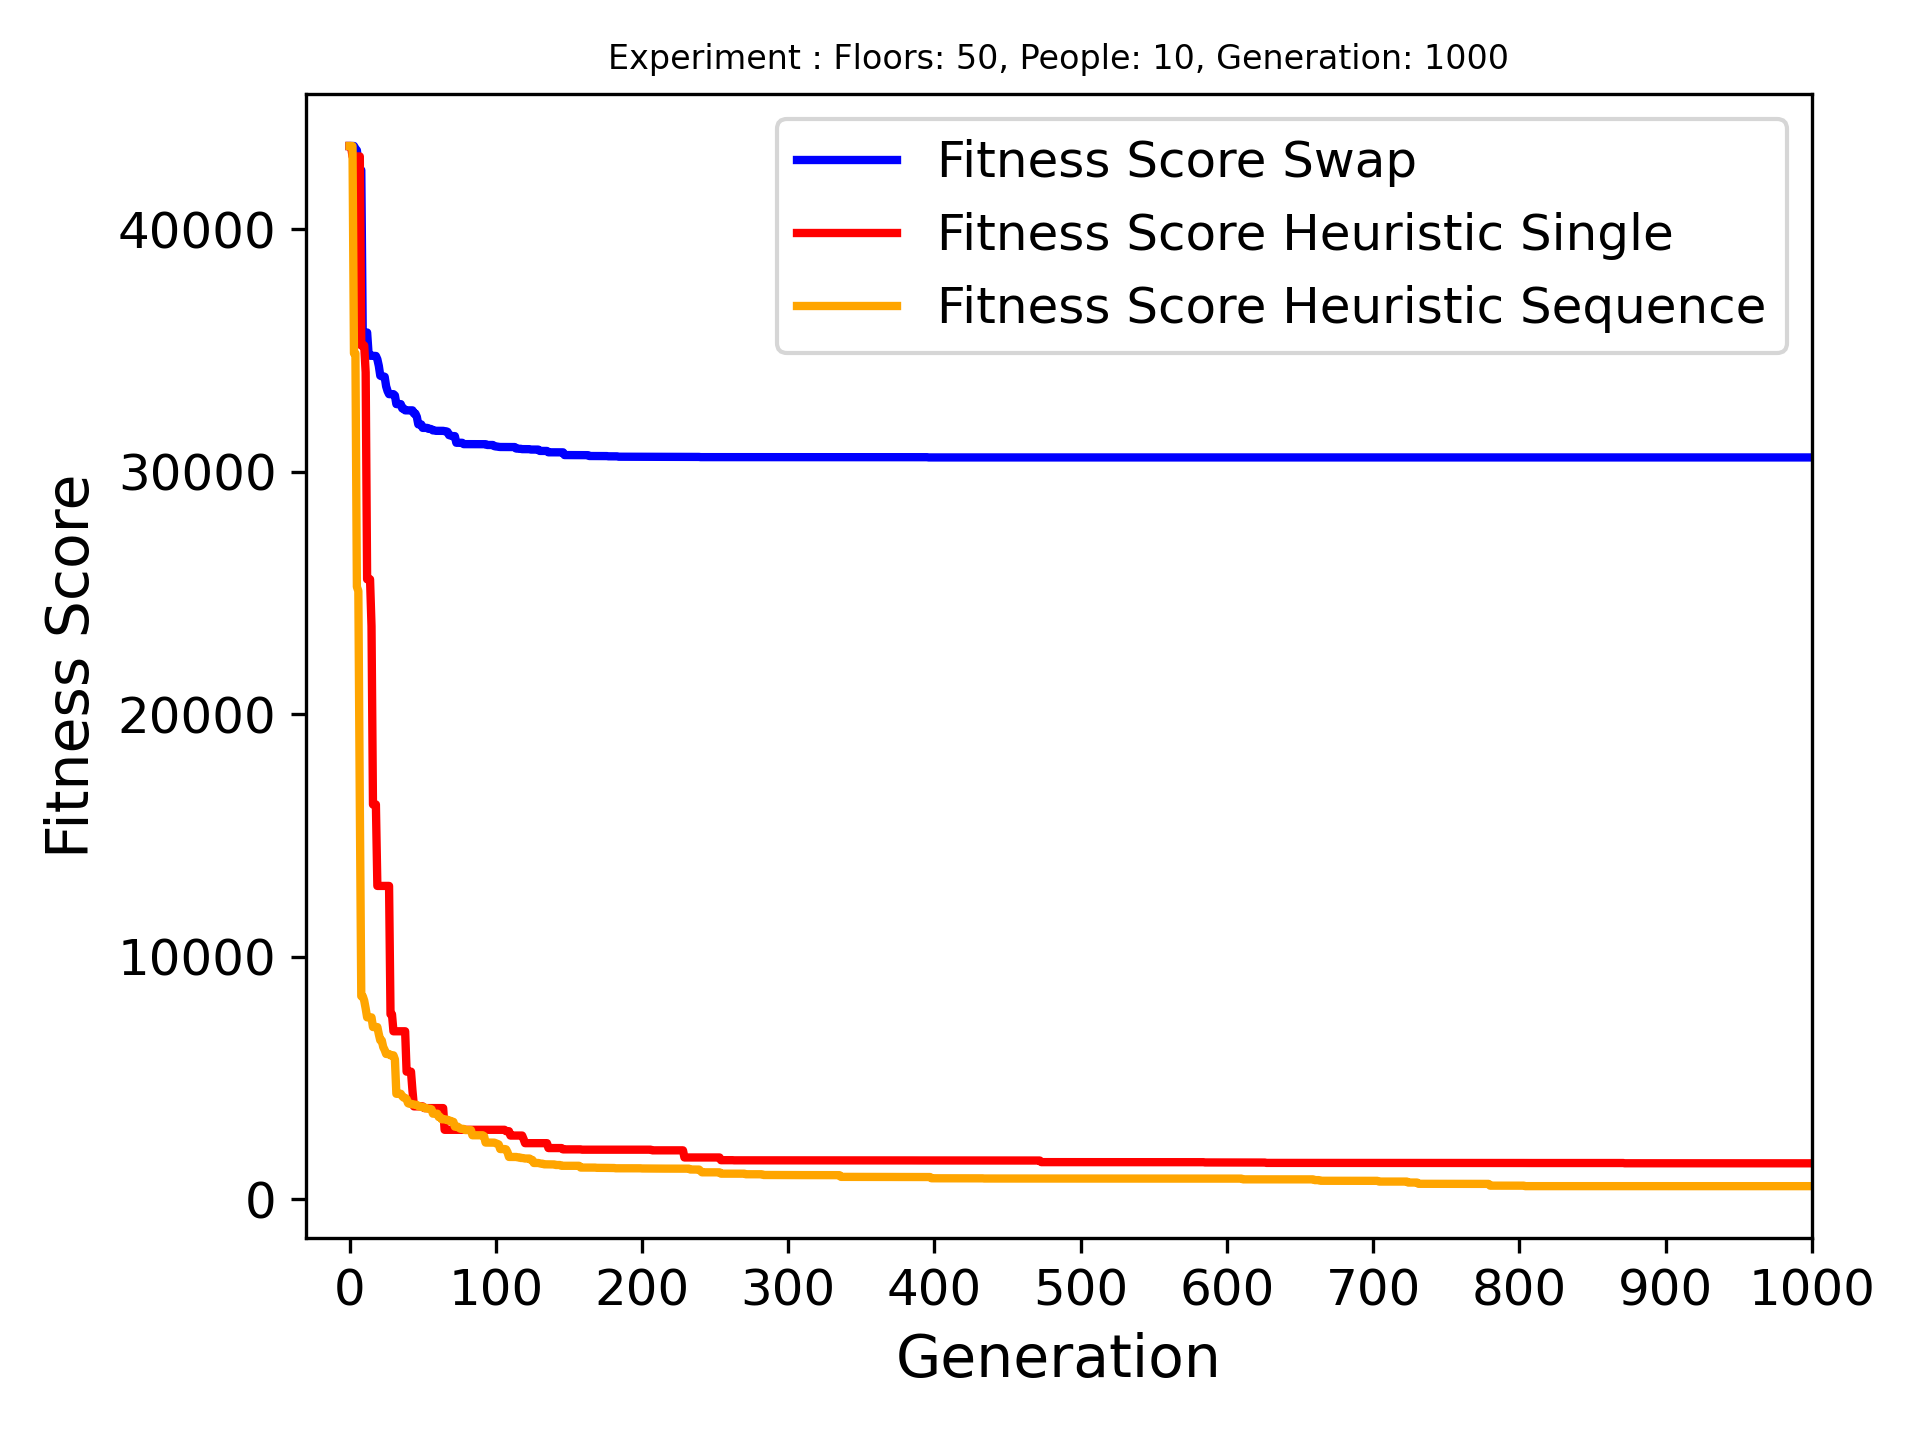 Experiment : Floors: 50, People: 10, Generation: 1000
Fitness Score Swap
Fitness Score Heuristic Single
Fitness Score Heuristic Sequence
40000
30000
20000
10000
0
Fitness Score
0 100 200 300 400 500 600 700 800 900 1000
Generation